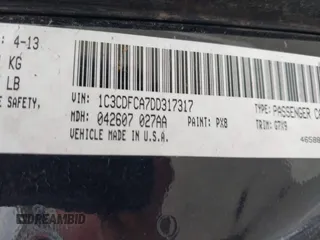 4-13
KG
LB
E SAFETY,
VIN: 1C3CDFCA7DD317317
TYPE: PASSENGER CA
MDH: 042607 027AA
PAINT: PX8
TRIM:
VEHICLE MADE IN U.S.A.
DREAMBID